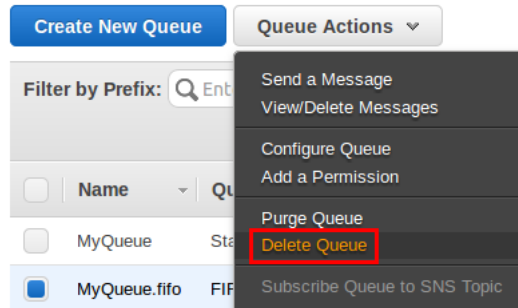 Create New Queue
Queue Actions
Filter by Prefix:
Send a Message
View/Delete Messages
Configure Queue
Add a Permission
Name
Purge Queue
MyQueue
Delete Queue
MyQueue.fifo
Subscribe Queue to SNS Topic